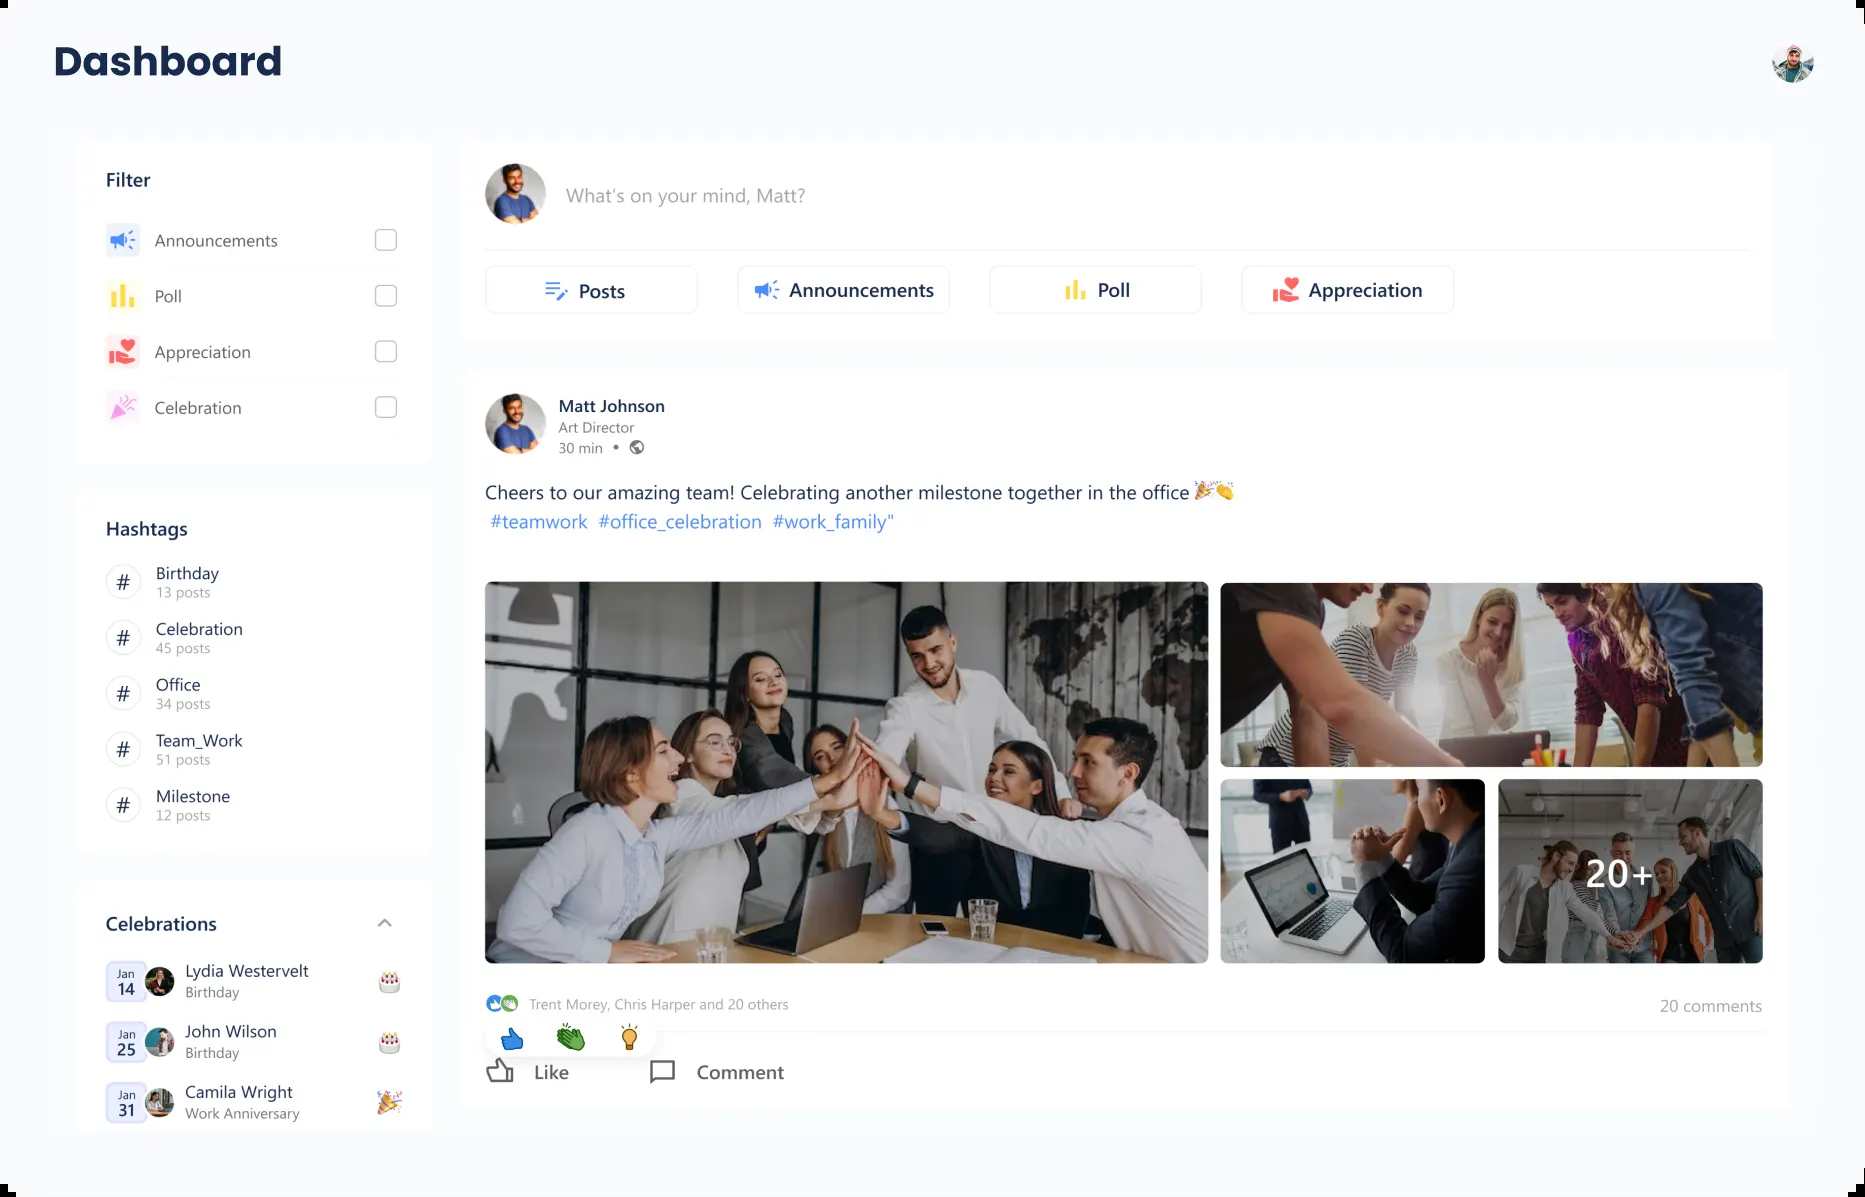 Dashboard
Filter
Announcements
Poll
Appreciation
Celebration
Hashtags
# Birthday
13 posts
# Celebration
45 posts
# Office
34 posts
# Team_Work
51 posts
# Milestone
12 posts
Celebrations
Jan 14
Lydia Westervelt
Birthday
Jan 25
John Wilson
Birthday
Jan 31
Camila Wright
Work Anniversary
What's on your mind, Matt?
Posts Announcements Poll Appreciation
Matt Johnson
Art Director
30 min •
Cheers to our amazing team! Celebrating another milestone together in the office 🎉👏
#teamwork #office_celebration #work_family"
20+
Trent Morey, Chris Harper and 20 others
20 comments
Like Comment